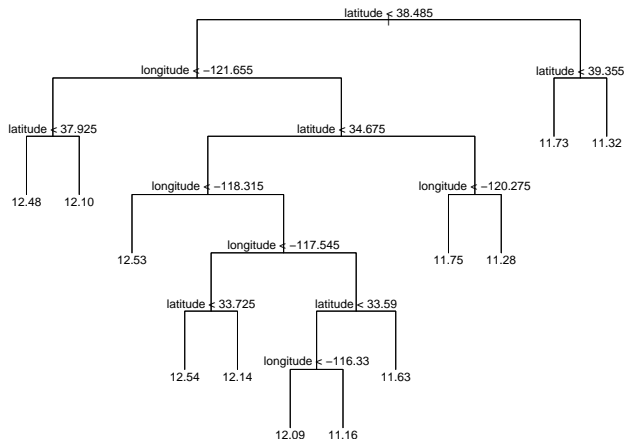 latitude < 38.485
longitude < −121.655
latitude < 39.355
latitude < 37.925
latitude < 34.675
11.73
11.32
longitude < −118.315
longitude < −120.275
12.48
12.10
longitude < −117.545
12.53
11.75
11.28
latitude < 33.725
latitude < 33.59
longitude < −116.33
12.54
12.14
11.63
12.09
11.16